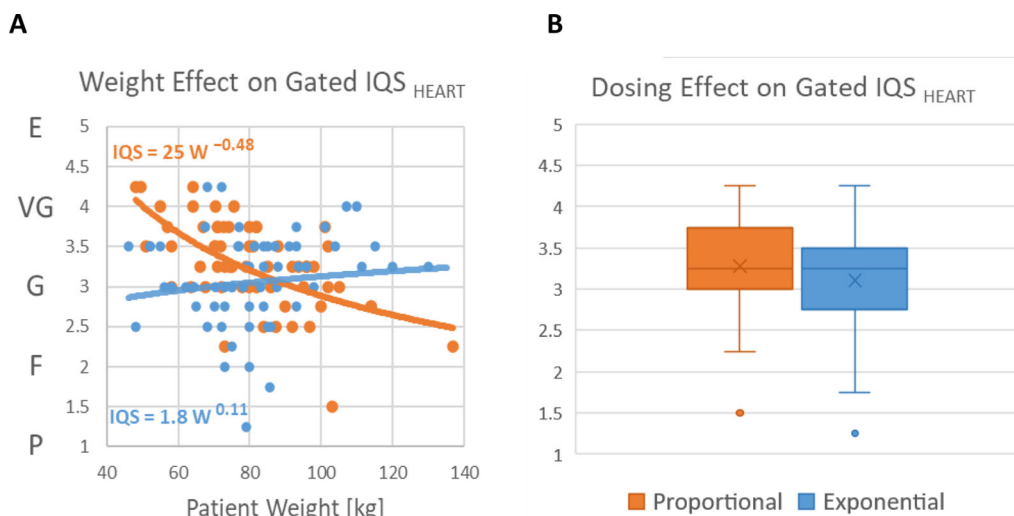 A
B
Weight Effect on Gated IQS HEART
Dosing Effect on Gated IQS HEART
E
VG
G
F
P
5
4.5
4
3.5
3
2.5
2
1.5
1
IQS = 25 W −0.48
IQS = 1.8 W 0.11
40 60 80 100 120 140
Patient Weight [kg]
5
4.5
4
3.5
3
2.5
2
1.5
1
Proportional Exponential